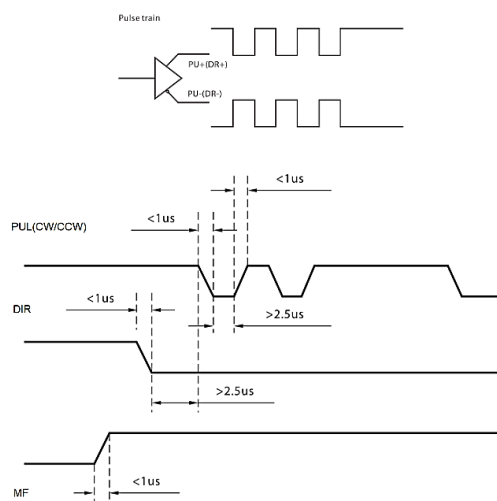 Pulse train
PU+(DR+)
PU-(DR-)
<1us
<1us
PUL(CW/CCW)
<1us
>2.5us
DIR
>2.5us
<1us
MF